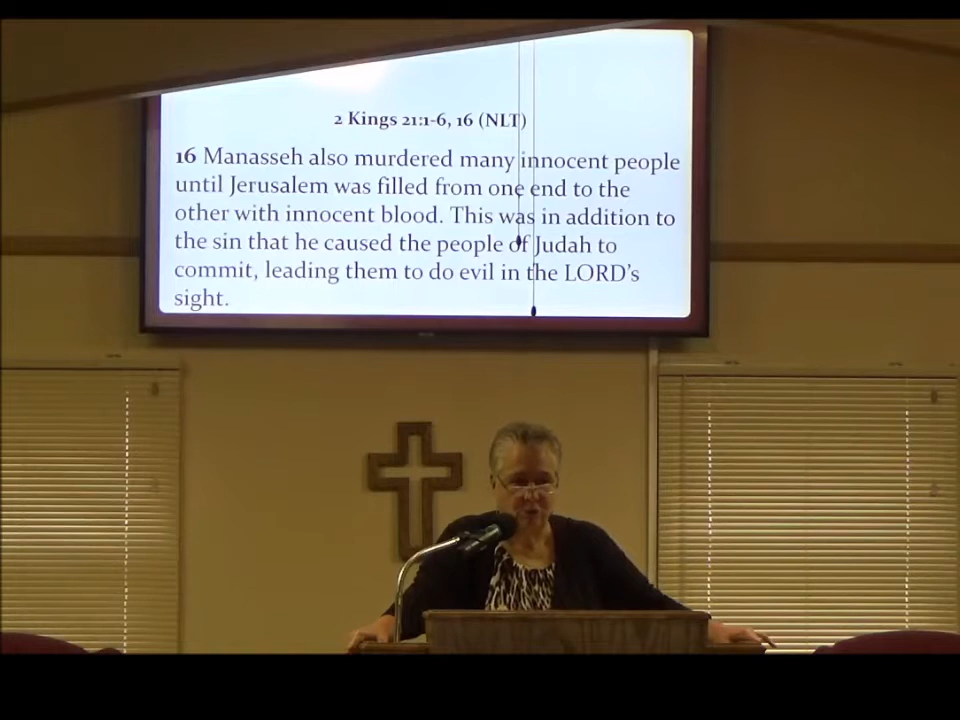 2 Kings 21:1-6, 16 (NLT)
16 Manasseh also murdered many innocent people
until Jerusalem was filled from one end to the
other with innocent blood. This was in addition to
the sin that he caused the people of Judah to
commit, leading them to do evil in the LORD's
sight.